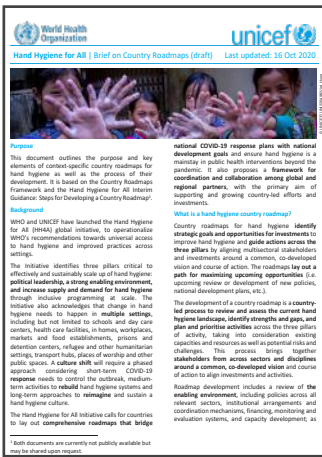 World Health
Organization
unicef
Hand Hygiene for All | Brief on Country Roadmaps (draft) Last updated: 16 Oct 2020
Purpose
This document outlines the purpose and key
elements of context-specific country roadmaps for
hand hygiene as well as the process of their
development. It is based on the Country Roadmaps
Framework and the Hand Hygiene for All Interim
Guidance: Steps for Developing a Country Roadmap¹.
Background
WHO and UNICEF have launched the Hand Hygiene
for All (HH4A) global initiative, to operationalize
WHO's recommendations towards universal access
to hand hygiene and improved practices across
settings.
The Initiative identifies three pillars critical to
effectively and sustainably scale up of hand hygiene:
political leadership, a strong enabling environment,
and increase supply and demand for hand hygiene
through inclusive programming at scale. The
Initiative also acknowledges that change in hand
hygiene needs to happen in multiple settings,
including but not limited to schools and day care
centers, health care facilities, in homes, workplaces,
markets and food establishments, prisons and
detention centers, refugee and other humanitarian
settings, transport hubs, places of worship and other
public spaces. A culture shift will require a phased
approach considering short-term COVID-19
response needs to control the outbreak, medium-
term activities to rebuild hand hygiene systems and
long-term approaches to reimagine and sustain a
hand hygiene culture.
The Hand Hygiene for All Initiative calls for countries
to lay out comprehensive roadmaps that bridge
national COVID-19 response plans with national
development goals and ensure hand hygiene is a
mainstay in public health interventions beyond the
pandemic. It also proposes a framework for
coordination and collaboration among global and
regional partners, with the primary aim of
supporting and growing country-led efforts and
investments.
What is a hand hygiene country roadmap?
Country roadmaps for hand hygiene identify
strategic goals and opportunities for investments to
improve hand hygiene and guide actions across the
three pillars by aligning multisectoral stakeholders
and investments around a common, co-developed
vision and course of action. The roadmaps lay out a
path for maximizing upcoming opportunities (i.e.
upcoming review or development of new policies,
national development plans, etc.).
The development of a country roadmap is a country-
led process to review and assess the current hand
hygiene landscape, identify strengths and gaps, and
plan and prioritise activities across the three pillars
of activity, taking into consideration existing
capacities and resources as well as potential risks and
challenges. This process brings together
stakeholders from across sectors and disciplines
around a common, co-developed vision and course
of action to align investments and activities.
Roadmap development includes a review of the
enabling environment, including policies across all
relevant sectors, institutional arrangements and
coordination mechanisms, financing, monitoring and
evaluation systems, and capacity development; as
¹ Both documents are currently not publicly available but
may be shared upon request.